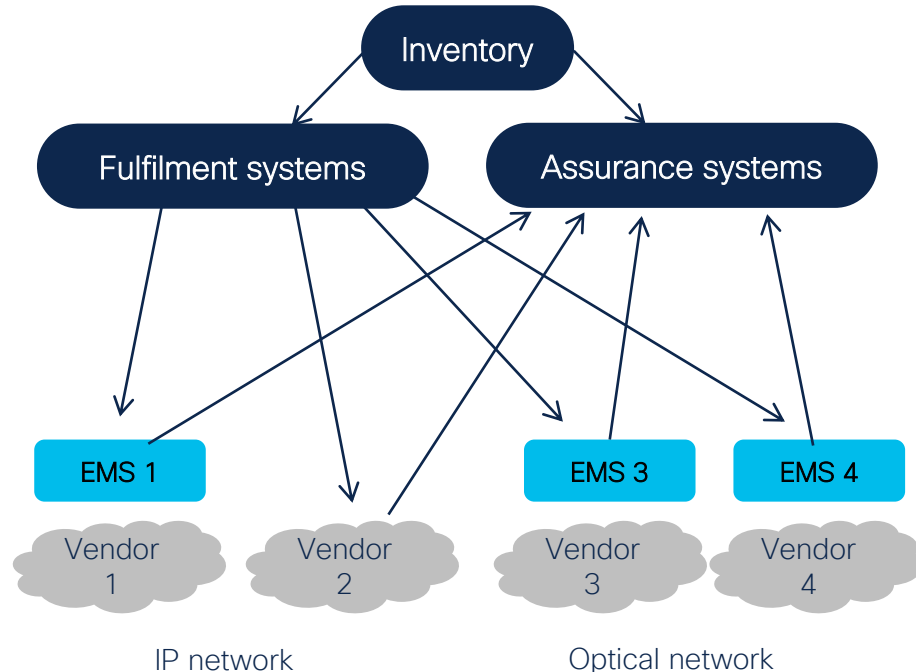 Inventory
Fulfilment systems
Assurance systems
EMS 1
EMS 3
EMS 4
Vendor
1
Vendor
2
Vendor
3
Vendor
4
IP network
Optical network